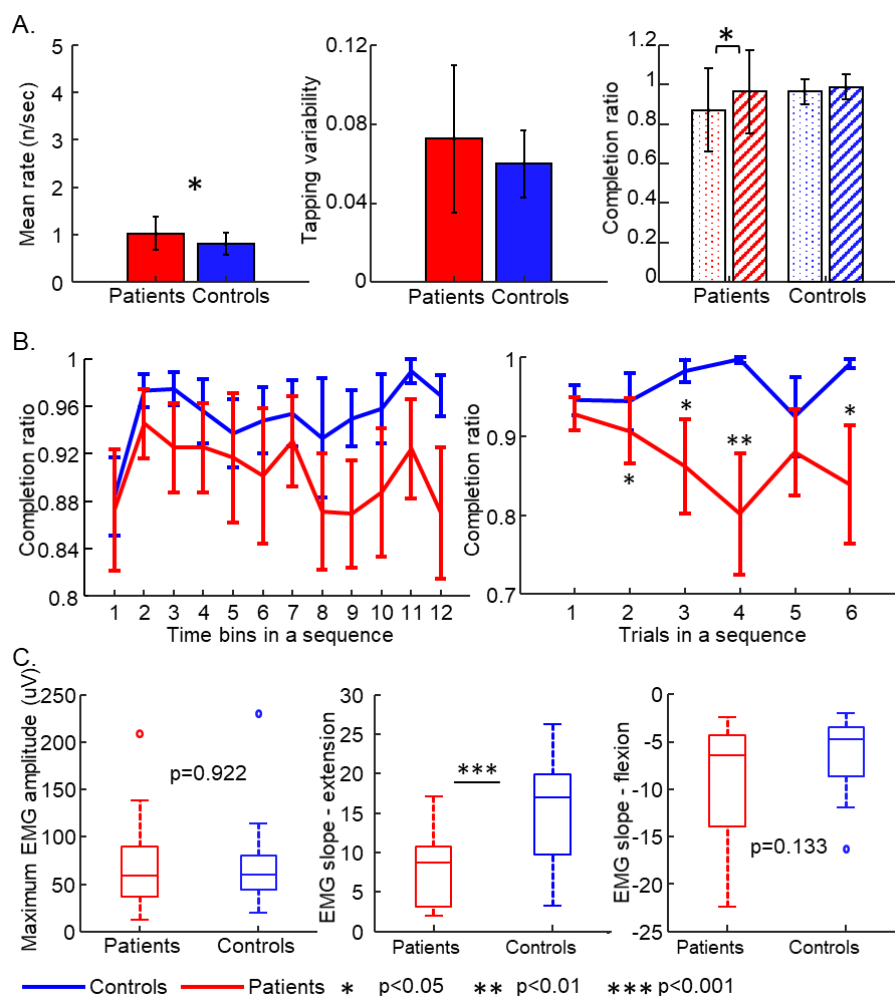 A.
Mean rate (n/sec)
5
4
3
2
1
0
*
Patients Controls
Tapping variability
0.12
0.08
0.04
0
Patients Controls
Completion ratio
1.2
1
0.8
0.6
0.4
0.2
0
*
Patients Controls
B.
Completion ratio
1
0.96
0.92
0.88
0.84
0.8
1 2 3 4 5 6 7 8 9 10 11 12
Time bins in a sequence
Completion ratio
1
0.9
0.8
0.7
*
*
**
*
1 2 3 4 5 6
Trials in a sequence
C.
Maximum EMG amplitude (uV)
250
200
150
100
50
0
p=0.922
Patients Controls
EMG slope - extension
30
25
20
15
10
5
0
***
Patients Controls
EMG slope - flexion
0
-5
-10
-15
-20
-25
p=0.133
Patients Controls
Controls Patients * p<0.05 ** p<0.01 *** p<0.001